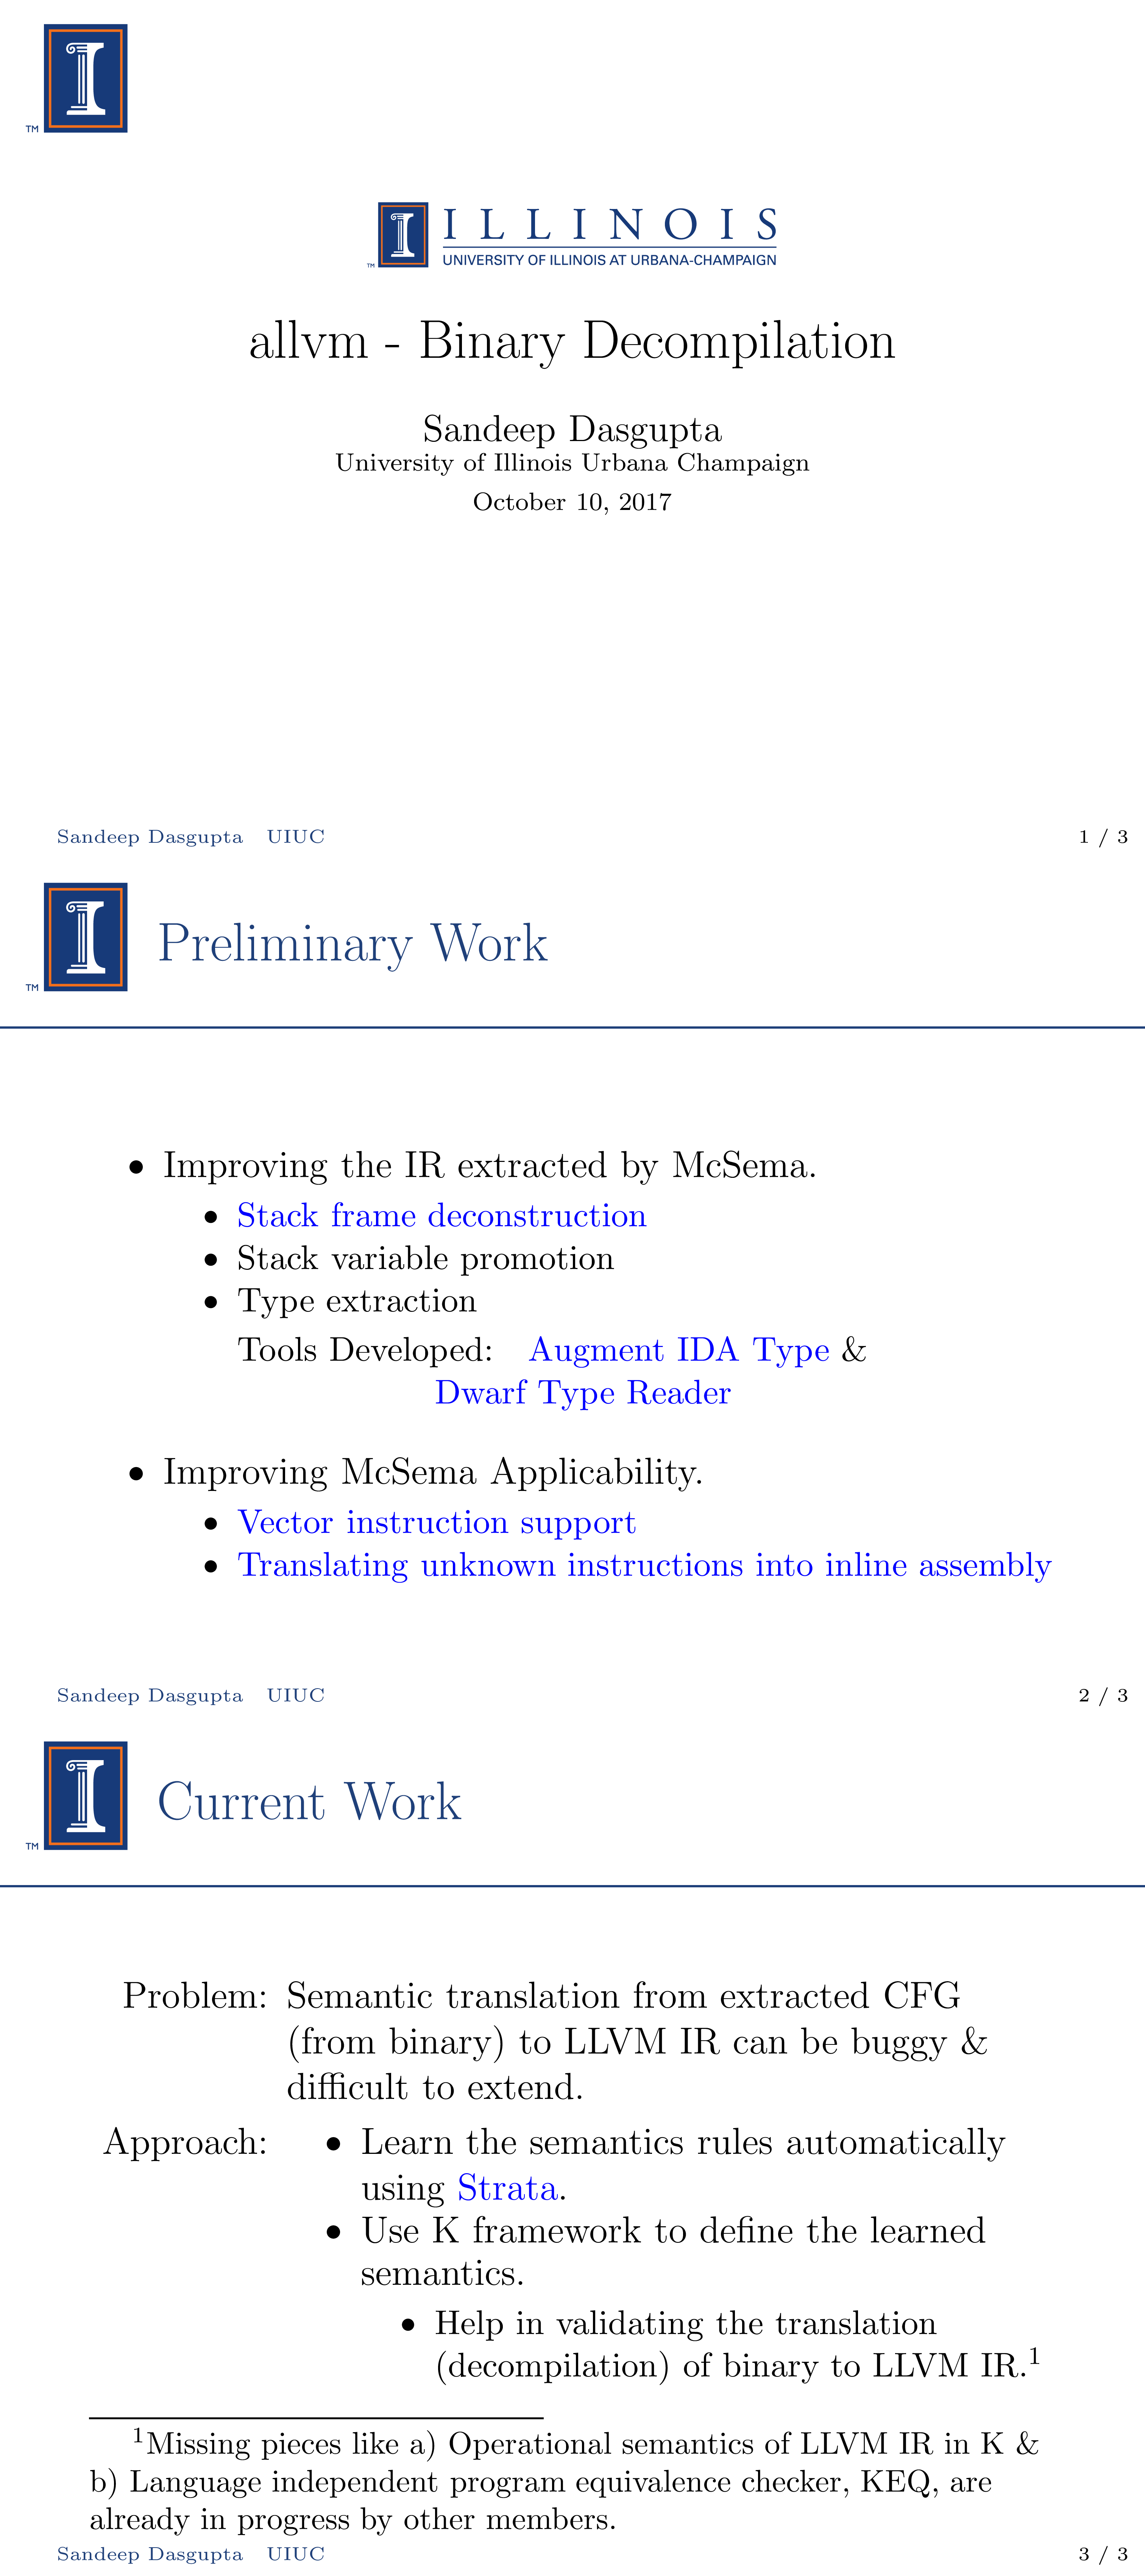 I
TM
I
TM
ILLINOIS
UNIVERSITY OF ILLINOIS AT URBANA-CHAMPAIGN
allvm - Binary Decompilation
Sandeep Dasgupta
University of Illinois Urbana Champaign
October 10, 2017
Sandeep Dasgupta UIUC 1 / 3
I
TM
Preliminary Work
• Improving the IR extracted by McSema.
• Stack frame deconstruction
• Stack variable promotion
• Type extraction
Tools Developed: Augment IDA Type &
Dwarf Type Reader
• Improving McSema Applicability.
• Vector instruction support
• Translating unknown instructions into inline assembly
Sandeep Dasgupta UIUC 2 / 3
I
TM
Current Work
Problem: Semantic translation from extracted CFG
(from binary) to LLVM IR can be buggy &
difficult to extend.
Approach: • Learn the semantics rules automatically
using Strata.
• Use K framework to define the learned
semantics.
• Help in validating the translation
(decompilation) of binary to LLVM IR.¹
¹Missing pieces like a) Operational semantics of LLVM IR in K &
b) Language independent program equivalence checker, KEQ, are
already in progress by other members.
Sandeep Dasgupta UIUC 3 / 3